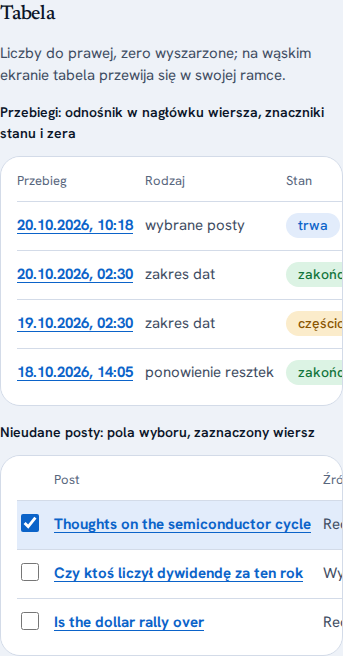 Tabela
Liczby do prawej, zero wyszarzone; na wąskim
ekranie tabela przewija się w swojej ramce.
Przebiegi: odnośnik w nagłówku wiersza, znaczniki
stanu i zera
Przebieg Rodzaj Stan
20.10.2026, 10:18 wybrane posty trwa
20.10.2026, 02:30 zakres dat
19.10.2026, 02:30 zakres dat
18.10.2026, 14:05 ponowienie resztek
Nieudane posty: pola wyboru, zaznaczony wiersz
Post
Thoughts on the semiconductor cycle
Czy ktoś liczył dywidendę za ten rok
Is the dollar rally over